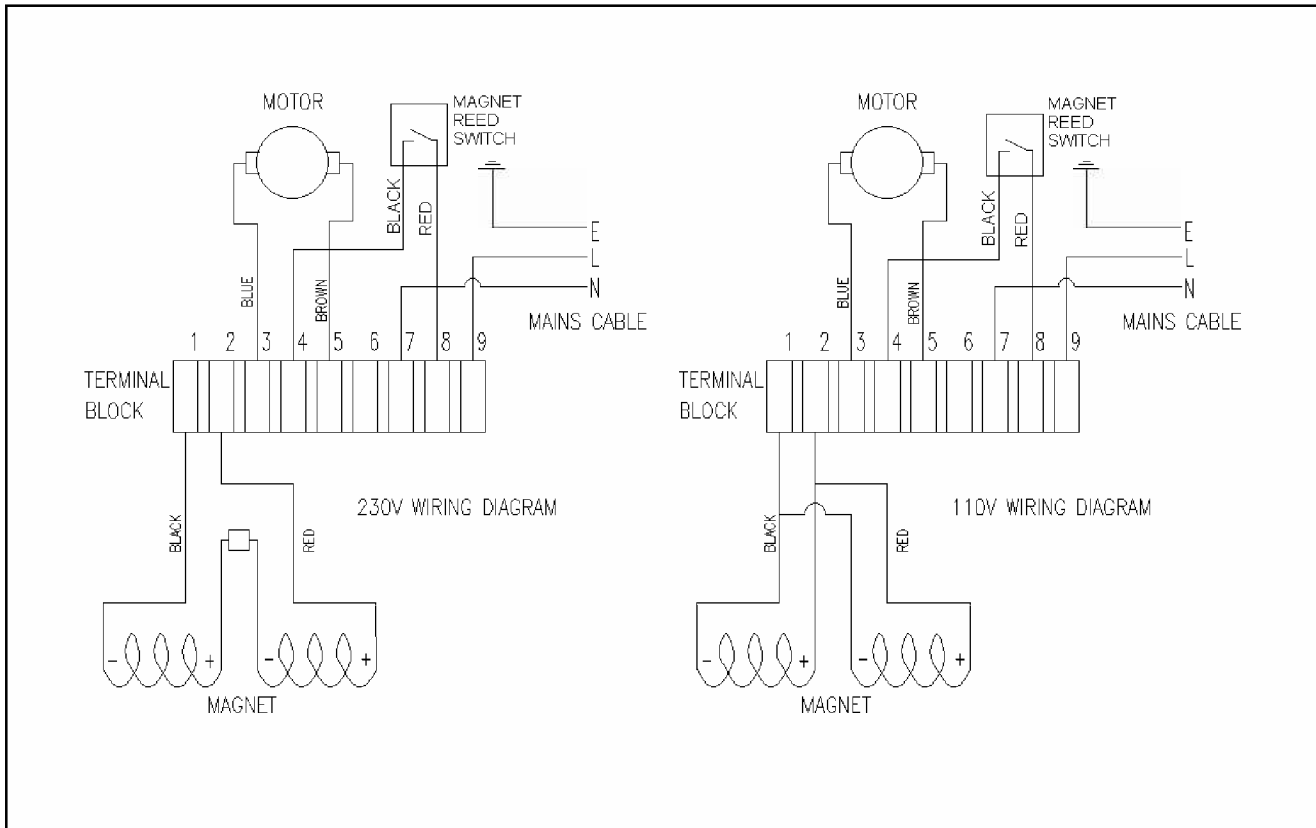 MOTOR
MAGNET
REED
SWITCH
BLACK
RED
E
L
N
BLUE
BROWN
MAINS CABLE
1 2 3 4 5 6 7 8 9
TERMINAL
BLOCK
230V WIRING DIAGRAM
BLACK
RED
- + - +
MAGNET
MOTOR
MAGNET
REED
SWITCH
BLACK
RED
E
L
N
BLUE
BROWN
MAINS CABLE
1 2 3 4 5 6 7 8 9
TERMINAL
BLOCK
110V WIRING DIAGRAM
BLACK
RED
- + - +
MAGNET